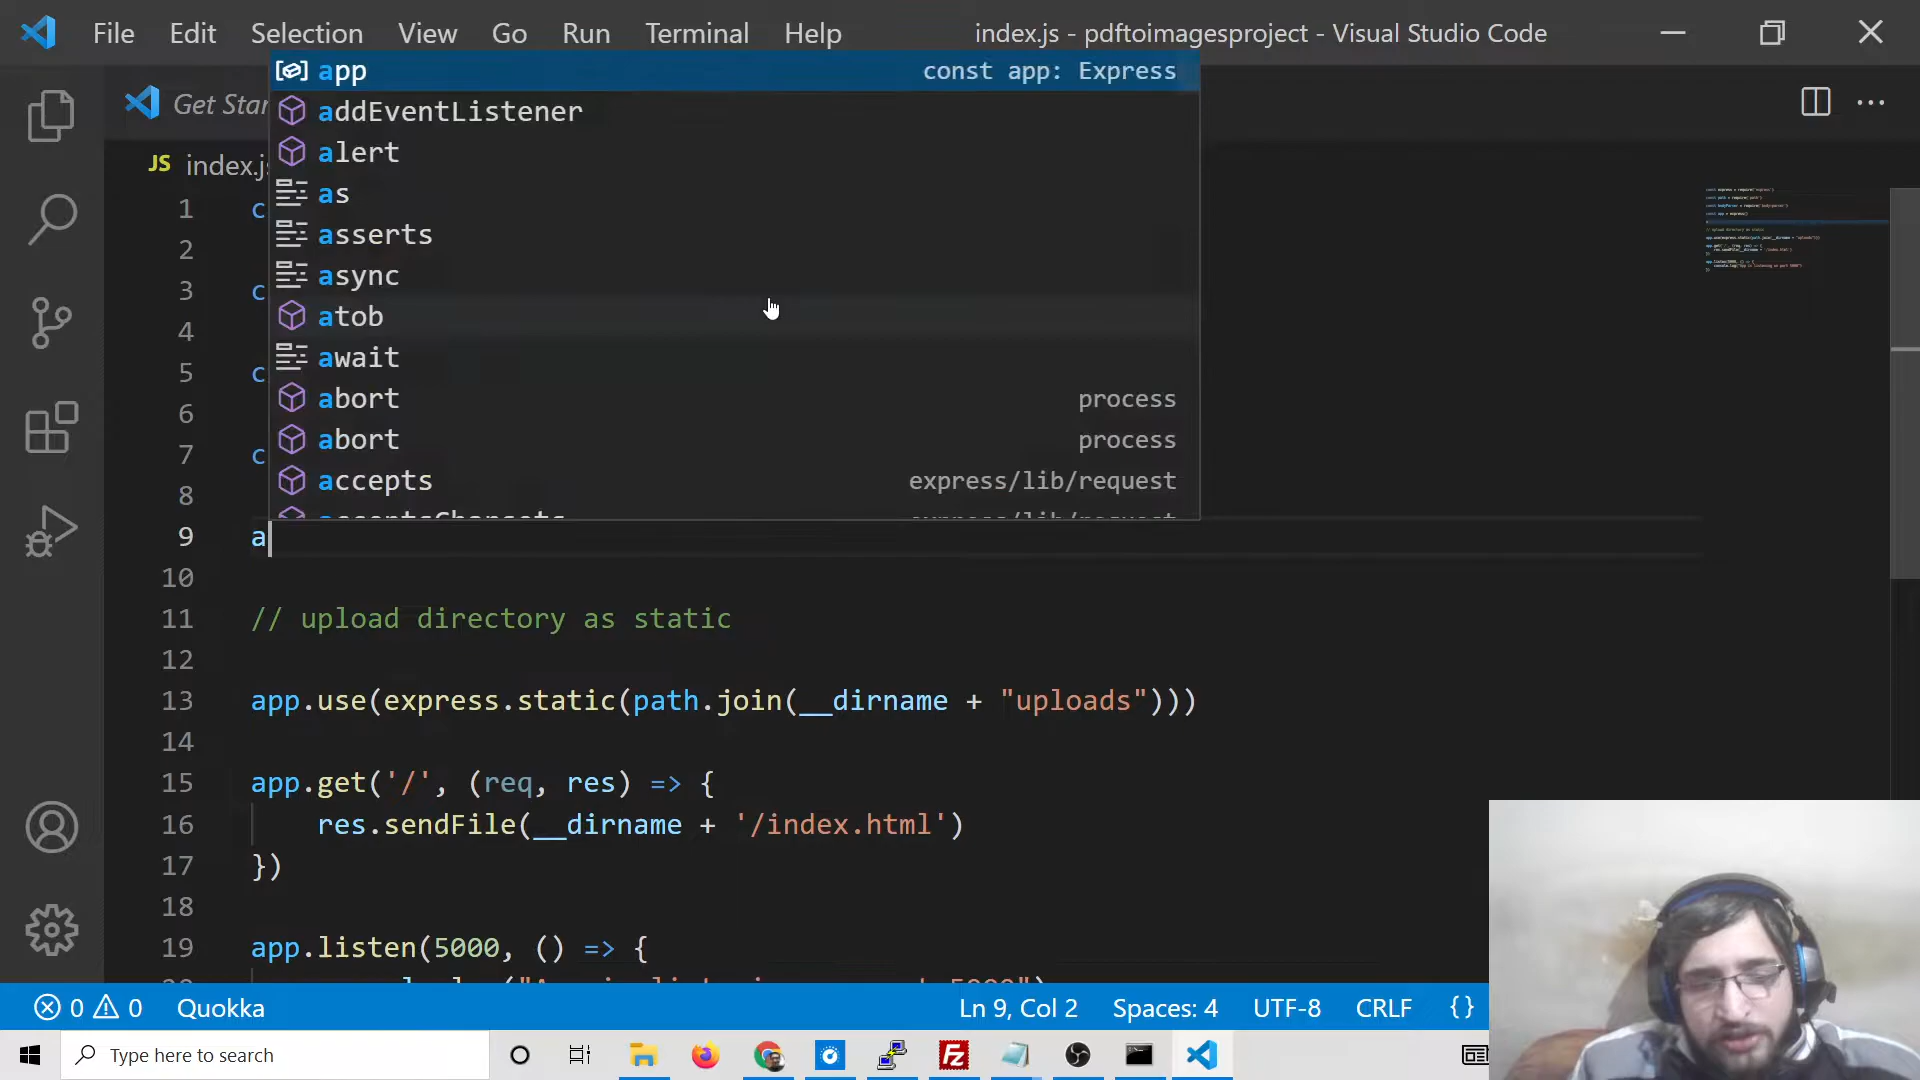 File Edit Selection View Go Run Terminal Help index.js - pdftoimagesproject - Visual Studio Code
app const app: Express
Get Star
addEventListener
alert
JS index.js
as
1 c
asserts
2
async
3 c
atob
4
await
5 c
abort process
6
abort process
7 c
accepts express/lib/request
8
9 a
10
11 // upload directory as static
12
13 app.use(express.static(path.join(__dirname + "uploads")))
14
15 app.get('/', (req, res) => {
16 res.sendFile(__dirname + '/index.html')
17 })
18
19 app.listen(5000, () => {
0 0 Quokka Ln 9, Col 2 Spaces: 4 UTF-8 CRLF {}
Type here to search